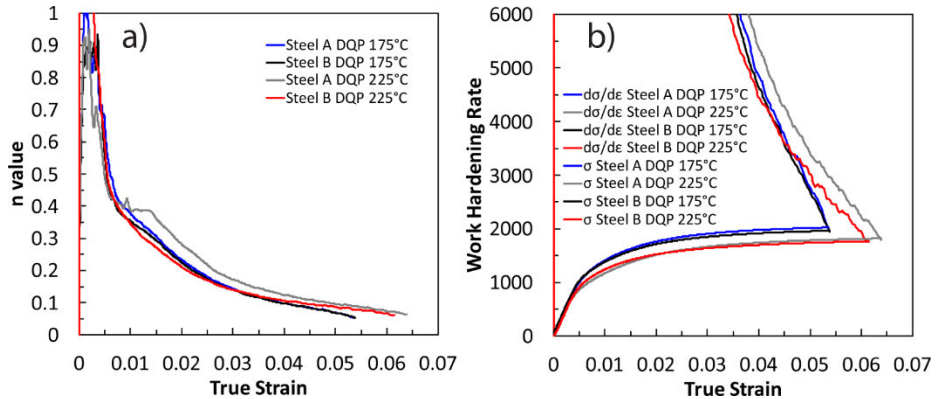 a)
Steel A DQP 175°C
Steel B DQP 175°C
Steel A DQP 225°C
Steel B DQP 225°C
n value
1
0.9
0.8
0.7
0.6
0.5
0.4
0.3
0.2
0.1
0
0 0.01 0.02 0.03 0.04 0.05 0.06 0.07
True Strain
b)
dσ/dε Steel A DQP 175°C
dσ/dε Steel A DQP 225°C
dσ/dε Steel B DQP 175°C
dσ/dε Steel B DQP 225°C
σ Steel A DQP 175°C
σ Steel A DQP 225°C
σ Steel B DQP 175°C
σ Steel B DQP 225°C
Work Hardening Rate
6000
5000
4000
3000
2000
1000
0
0 0.01 0.02 0.03 0.04 0.05 0.06 0.07
True Strain